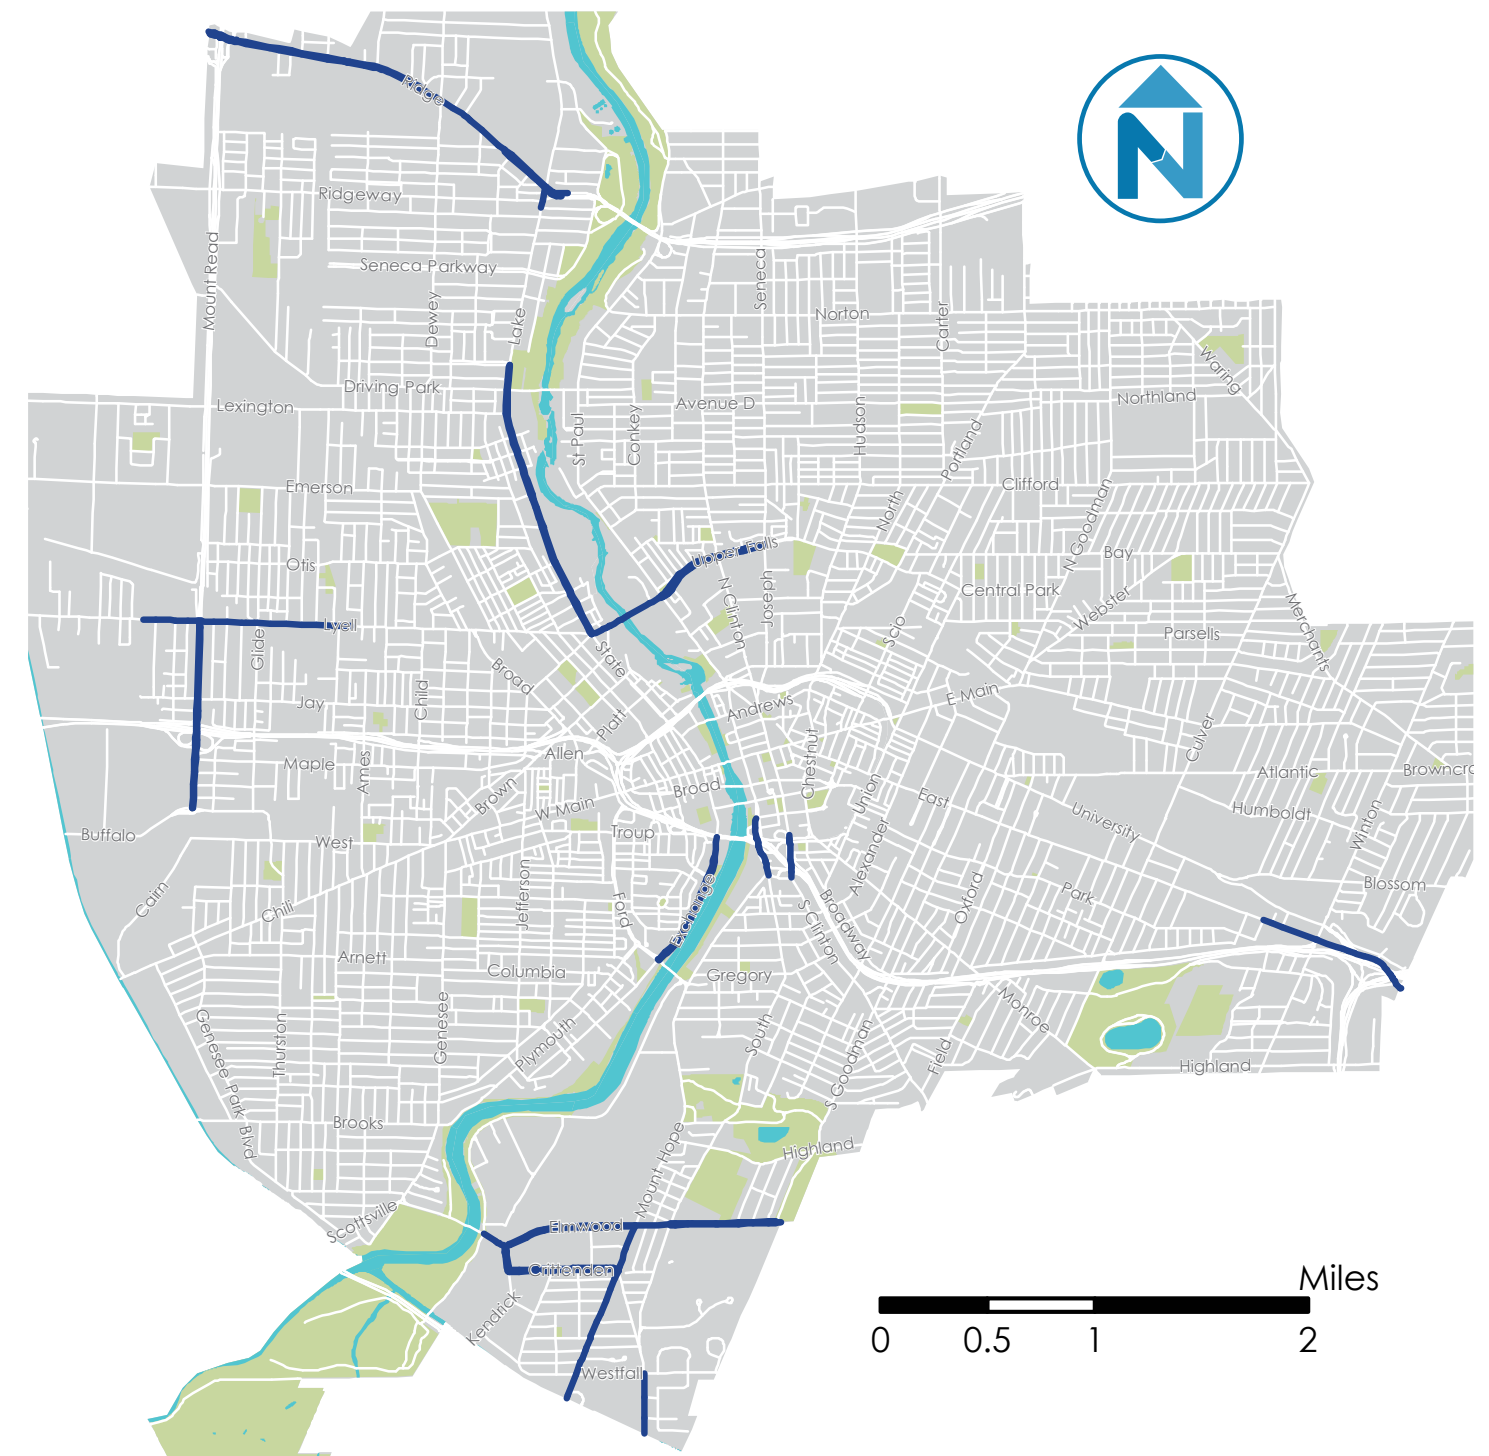 Ridge
N
Ridgeway
Mount Read
Seneca Parkway
Seneca
Dewey
Lake
Norton
Carter
Waring
Driving Park
Lexington
Avenue D
Northland
St Paul
Conkey
Hudson
Portland
Emerson
Clifford
North
N Goodman
Otis
Upper Falls
Bay
N Clinton
Joseph
Central Park
Webster
Merchants
Lyell
Glide
Scio
Parsells
State
Broad
Jay
Child
Platt
Andrews
E Main
Culver
Allen
Maple
Ames
Chestnut
Atlantic
Browncro
Brown
Broad
Union
East
W Main
University
Humboldt
Winton
Buffalo
West
Troup
Alexander
Cairn
Chili
Jefferson
Ford
Exchange
S Clinton
Broadway
Oxford
Park
Blossom
Arnett
Columbia
Gregory
Genesee Park Blvd
Thurston
Genesee
Plymouth
South
S Goodman
Monroe
Field
Highland
Brooks
Mount Hope
Highland
Scottsville
Elmwood
Crittenden
Kendrick
Westfall
Miles
0 0.5 1 2